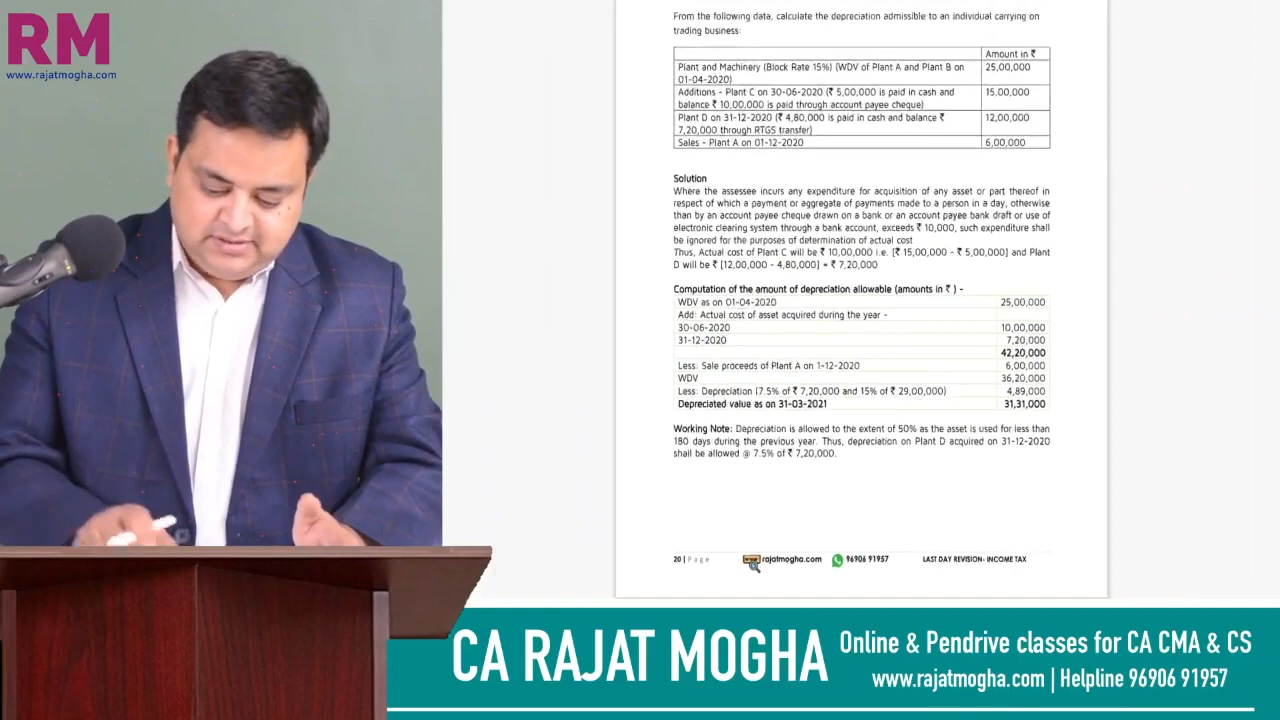 RM
www.rajatmogha.com
From the following data, calculate the depreciation admissible to an individual carrying on
trading business:
Amount in ₹
Plant and Machinery (Block Rate 15%) (WDV of Plant A and Plant B on
01-04-2020)
25,00,000
Additions - Plant C on 30-06-2020 (₹ 5,00,000 is paid in cash and
balance ₹ 10,00,000 is paid through account payee cheque)
15,00,000
Plant D on 31-12-2020 (₹ 4,80,000 is paid in cash and balance ₹
7,20,000 through RTGS transfer)
12,00,000
Sales - Plant A on 01-12-2020 6,00,000
Solution
Where the assessee incurs any expenditure for acquisition of any asset or part thereof in
respect of which a payment or aggregate of payments made to a person in a day, otherwise
than by an account payee cheque drawn on a bank or an account payee bank draft or use of
electronic clearing system through a bank account, exceeds ₹ 10,000, such expenditure shall
be ignored for the purposes of determination of actual cost
Thus, Actual cost of Plant C will be ₹ 10,00,000 i.e. [₹ 15,00,000 - ₹ 5,00,000] and Plant
D will be ₹ [12,00,000 - 4,80,000] = ₹ 7,20,000
Computation of the amount of depreciation allowable (amounts in ₹ ) -
WDV as on 01-04-2020 25,00,000
Add: Actual cost of asset acquired during the year -
30-06-2020 10,00,000
31-12-2020 7,20,000
42,20,000
Less: Sale proceeds of Plant A on 1-12-2020 6,00,000
WDV 36,20,000
Less: Depreciation [7.5% of ₹ 7,20,000 and 15% of ₹ 29,00,000) 4,89,000
Depreciated value as on 31-03-2021 31,31,000
Working Note: Depreciation is allowed to the extent of 50% as the asset is used for less than
180 days during the previous year. Thus, depreciation on Plant D acquired on 31-12-2020
shall be allowed @ 7.5% of ₹ 7,20,000.
20 | Page rajatmogha.com 96906 91957 LAST DAY REVISION- INCOME TAX
CA RAJAT MOGHA
Online & Pendrive classes for CA CMA & CS
www.rajatmogha.com | Helpline 96906 91957